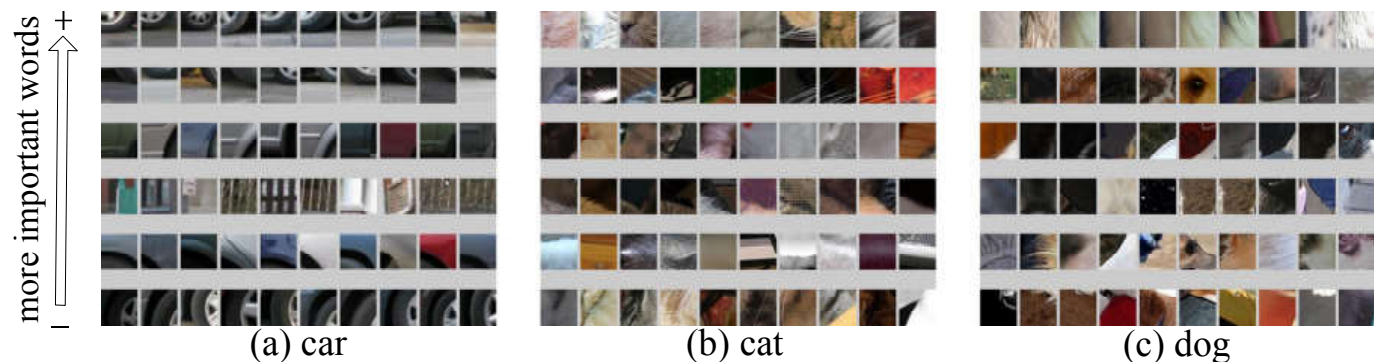 more important words
+
−
(a) car
(b) cat
(c) dog